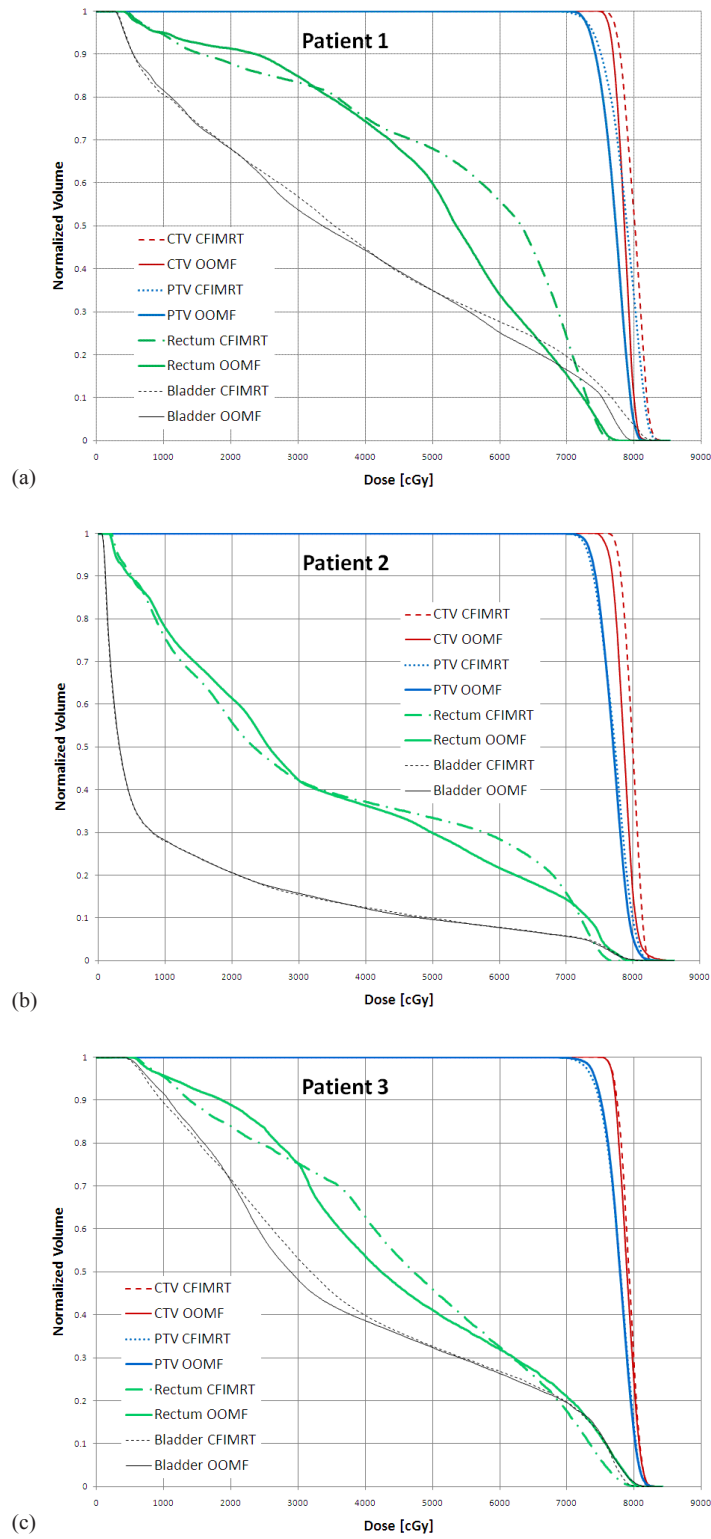 Patient 1
Normalized Volume
1
0.9
0.8
0.7
0.6
0.5
0.4
0.3
0.2
0.1
0
CTV CFIMRT
CTV OOMF
PTV CFIMRT
PTV OOMF
Rectum CFIMRT
Rectum OOMF
Bladder CFIMRT
Bladder OOMF
0 1000 2000 3000 4000 5000 6000 7000 8000 9000
Dose [cGy]
(a)
Patient 2
Normalized Volume
1
0.9
0.8
0.7
0.6
0.5
0.4
0.3
0.2
0.1
0
CTV CFIMRT
CTV OOMF
PTV CFIMRT
PTV OOMF
Rectum CFIMRT
Rectum OOMF
Bladder CFIMRT
Bladder OOMF
0 1000 2000 3000 4000 5000 6000 7000 8000 9000
Dose [cGy]
(b)
Patient 3
Normalized Volume
1
0.9
0.8
0.7
0.6
0.5
0.4
0.3
0.2
0.1
0
CTV CFIMRT
CTV OOMF
PTV CFIMRT
PTV OOMF
Rectum CFIMRT
Rectum OOMF
Bladder CFIMRT
Bladder OOMF
0 1000 2000 3000 4000 5000 6000 7000 8000 9000
Dose [cGy]
(c)